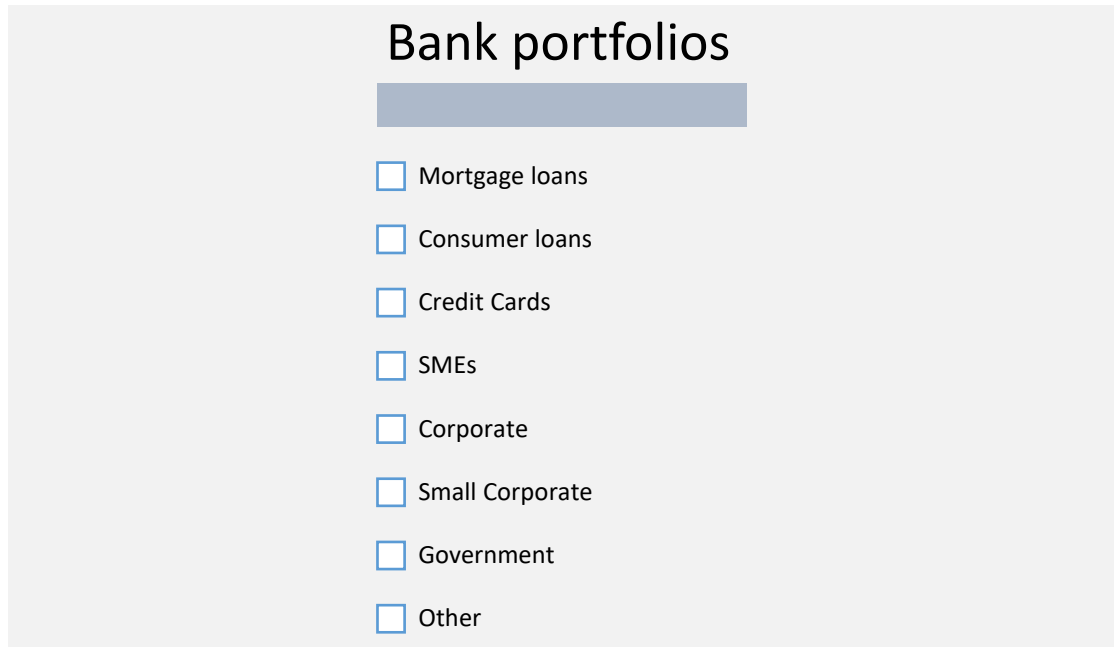 Bank portfolios
Mortgage loans
Consumer loans
Credit Cards
SMEs
Corporate
Small Corporate
Government
Other